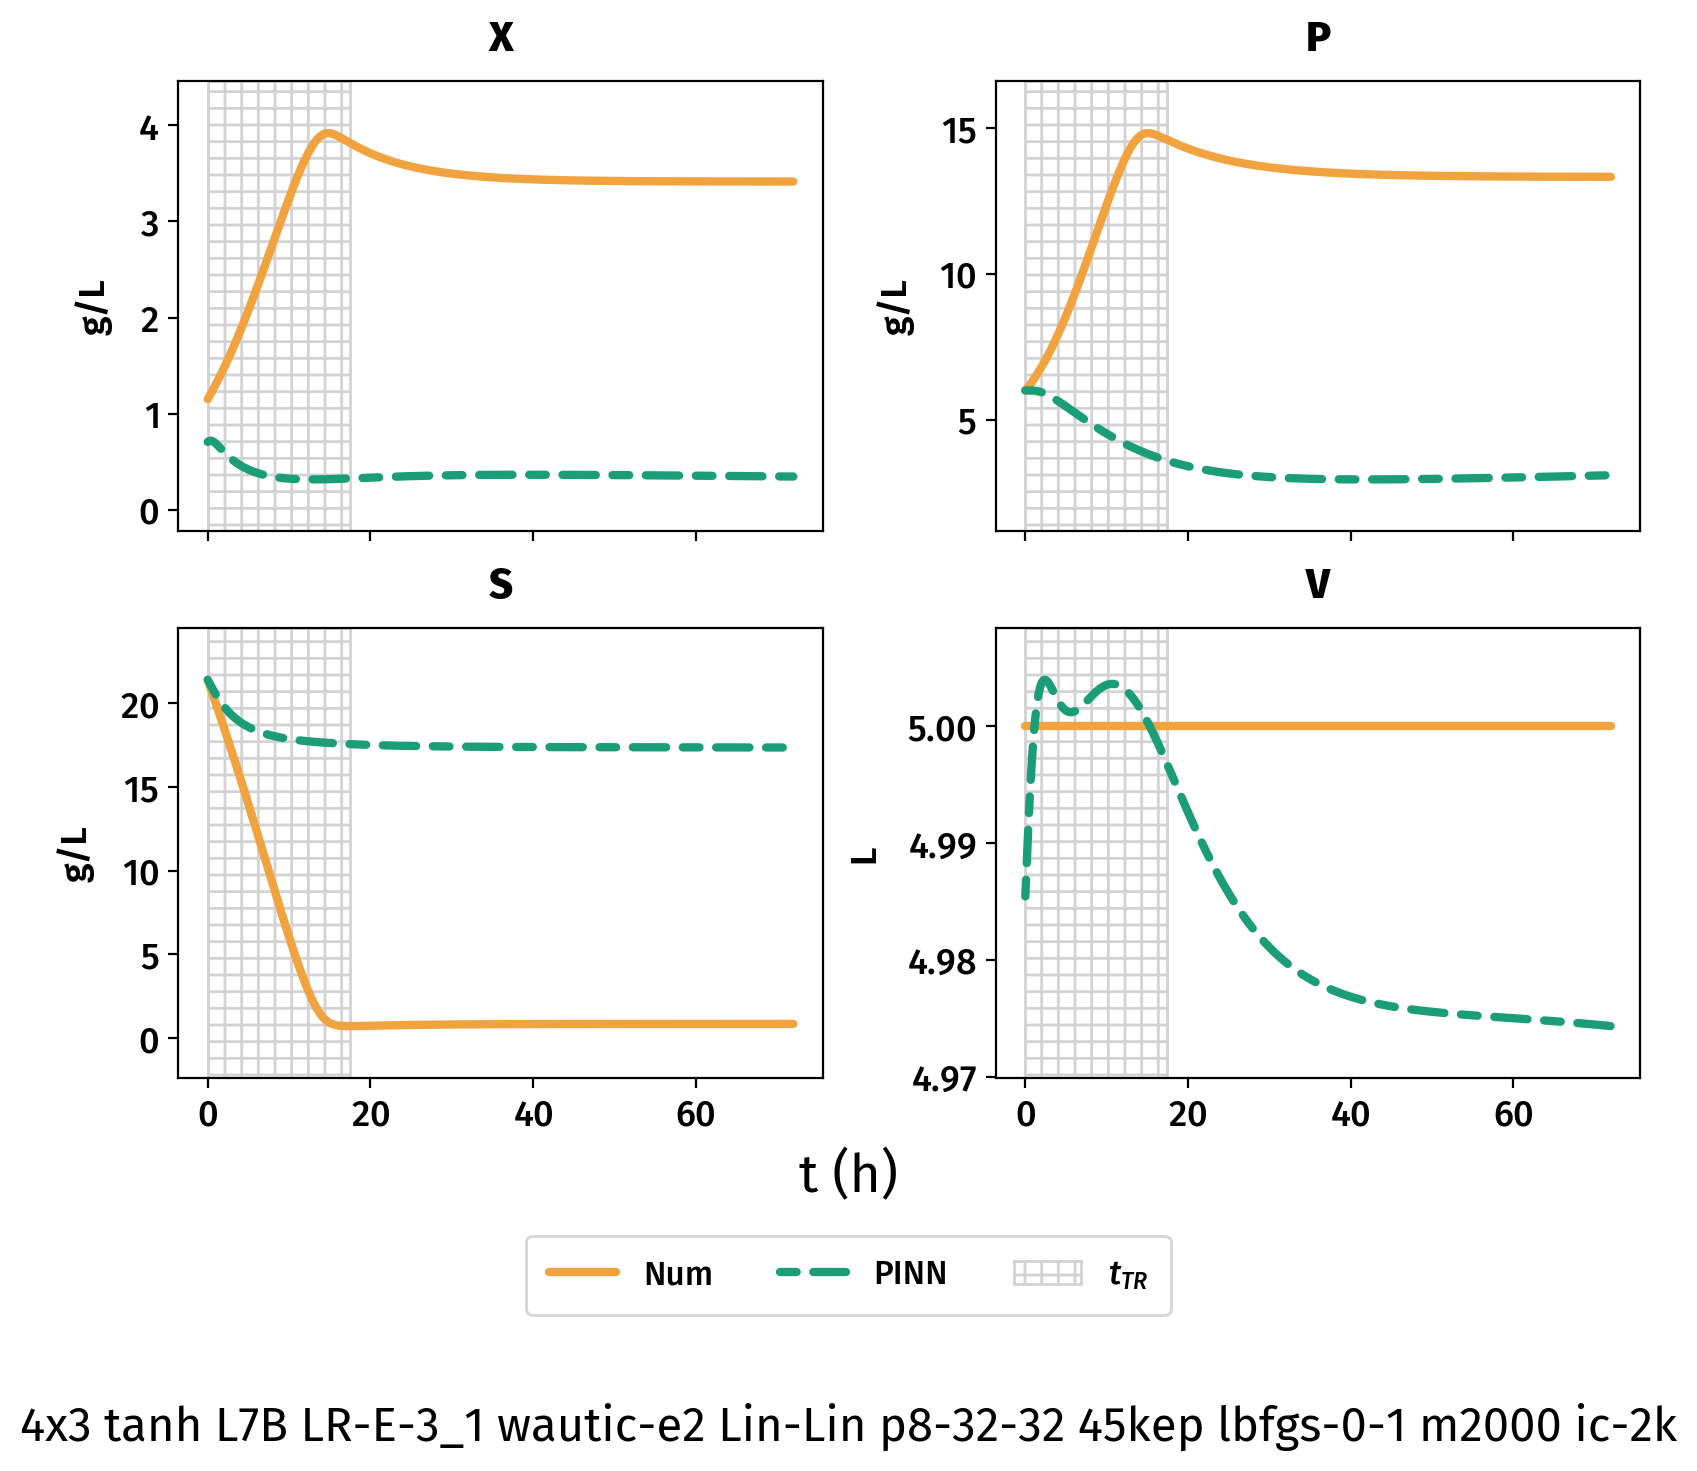 X
P
4
3
2
1
0
g/L
15
10
5
g/L
S
V
20
15
10
5
0
g/L
5.00
4.99
4.98
4.97
L
0 20 40 60
0 20 40 60
t (h)
Num PINN tTR
4x3 tanh L7B LR-E-3_1 wautic-e2 Lin-Lin p8-32-32 45kep lbfgs-0-1 m2000 ic-2k